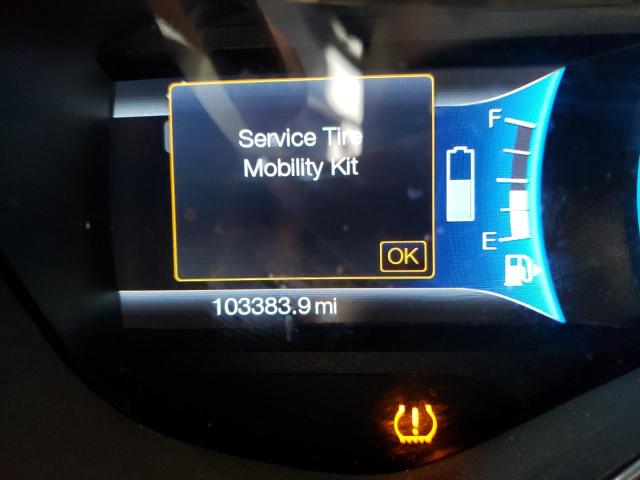 Service Tire
Mobility Kit
OK
F
E
103383.9 mi